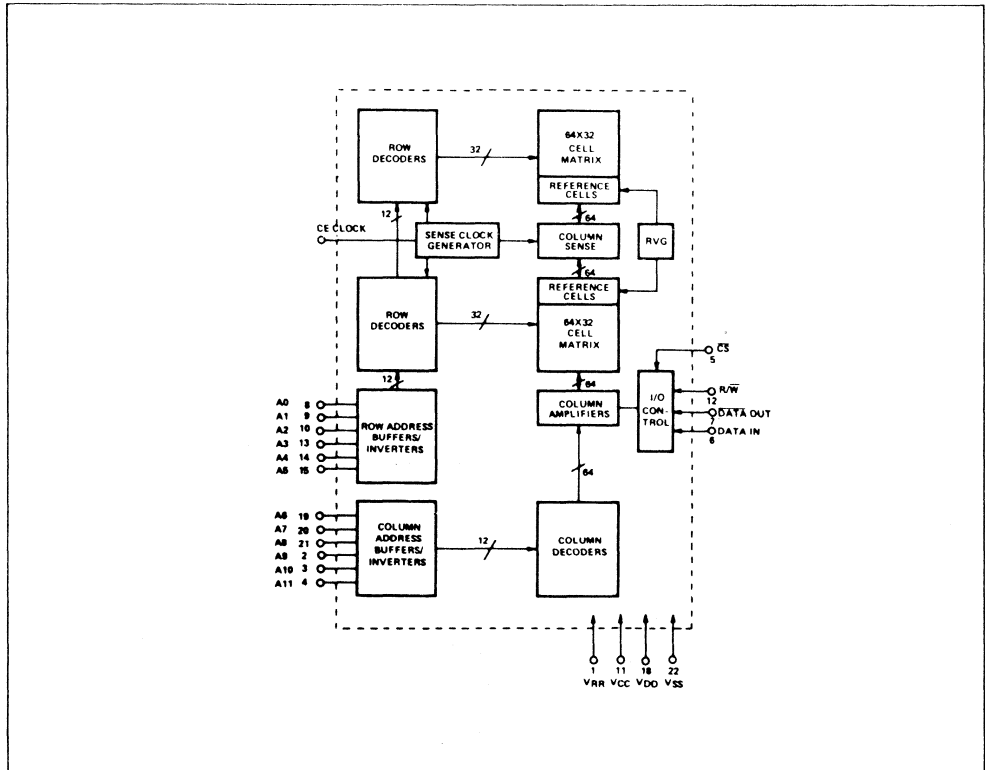 ROW
DECODERS
32
64X32
CELL
MATRIX
REFERENCE
CELLS
12
64
CE CLOCK
SENSE CLOCK
GENERATOR
COLUMN
SENSE
RVG
64
REFERENCE
CELLS
ROW
DECODERS
32
64X32
CELL
MATRIX
12
64
C̅S̅
5
R/W̅
12
D̅A̅T̅A̅ OUT
7
DATA IN
6
I/O
CON-
TROL
COLUMN
AMPLIFIERS
A0 8
A1 9
A2 10
A3 13
A4 14
A5 15
ROW ADDRESS
BUFFERS/
INVERTERS
64
A6 19
A7 20
A8 21
A9 2
A10 3
A11 4
COLUMN
ADDRESS
BUFFERS/
INVERTERS
12
COLUMN
DECODERS
1 11 18 22
VRR VCC VDD VSS